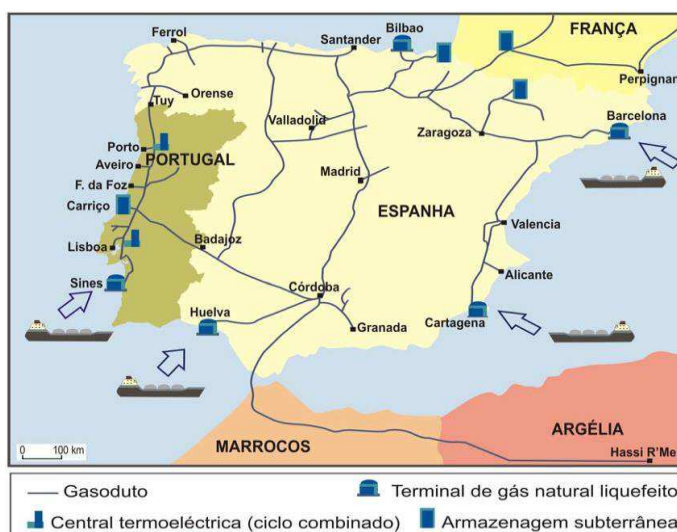 FRANÇA
Ferrol
Santander
Bilbao
Perpignan
Orense
Tuy
Barcelona
Valladolid
Zaragoza
Porto
PORTUGAL
Aveiro
Madrid
F. da Foz
ESPANHA
Carriço
Valencia
Lisboa
Badajoz
Alicante
Sines
Córdoba
Huelva
Cartagena
Granada
ARGÉLIA
MARROCOS
0 100 km
Hassi R'Mel
Gasoduto
Terminal de gás natural liquefeito
Central termoeléctrica (ciclo combinado)
Armazenagem subterrânea